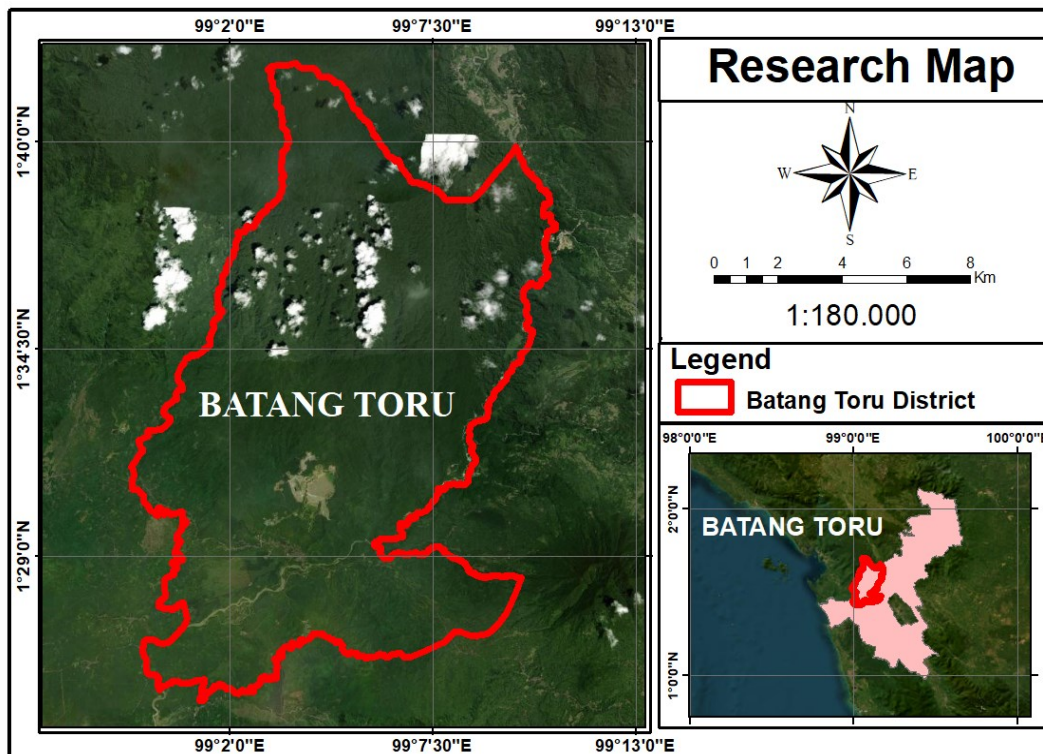 99°2'0"E
99°7'30"E
99°13'0"E
1°40'0"N
1°34'30"N
1°29'0"N
BATANG TORU
99°2'0"E
99°7'30"E
99°13'0"E
Research Map
N
W
E
S
0 1 2 4 6 8
Km
1:180.000
Legend
Batang Toru District
98°0'0"E
99°0'0"E
100°0'0"E
2°0'0"N
BATANG TORU
1°0'0"N